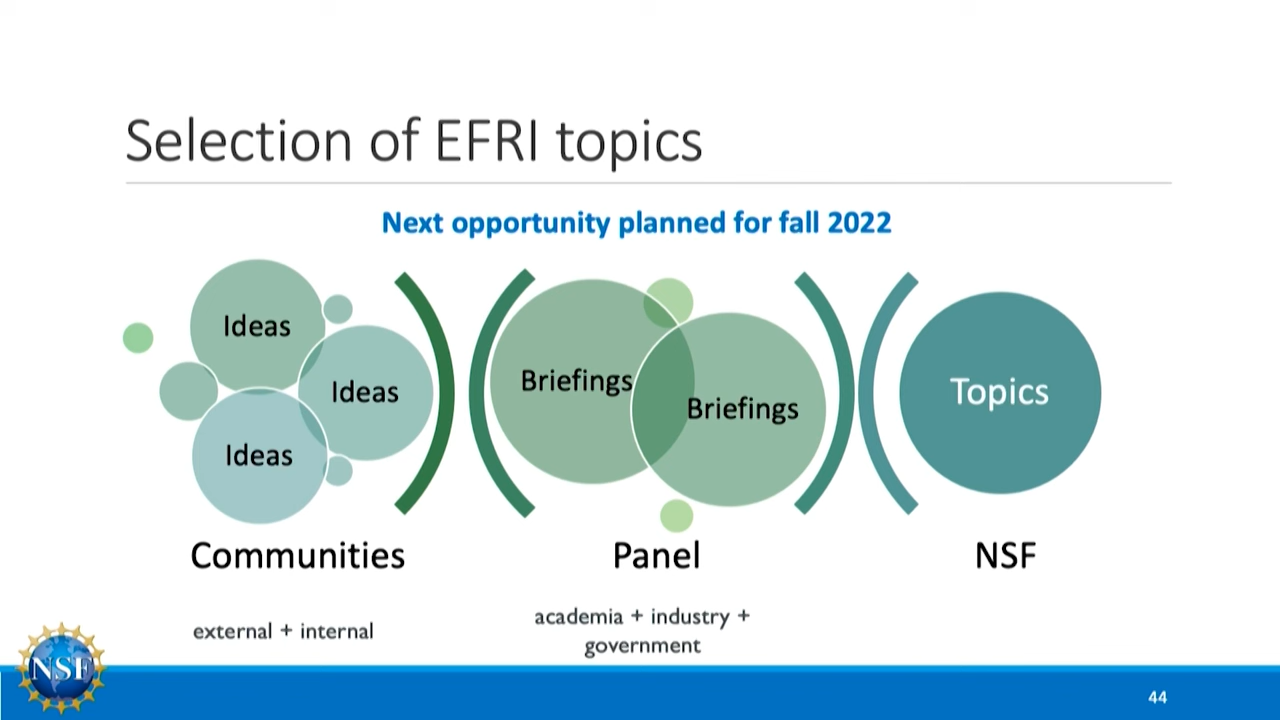 Selection of EFRI topics
Next opportunity planned for fall 2022
Ideas
Ideas
Ideas
Briefings
Briefings
Topics
Communities
Panel
NSF
external + internal
academia + industry +
government
NSF
44